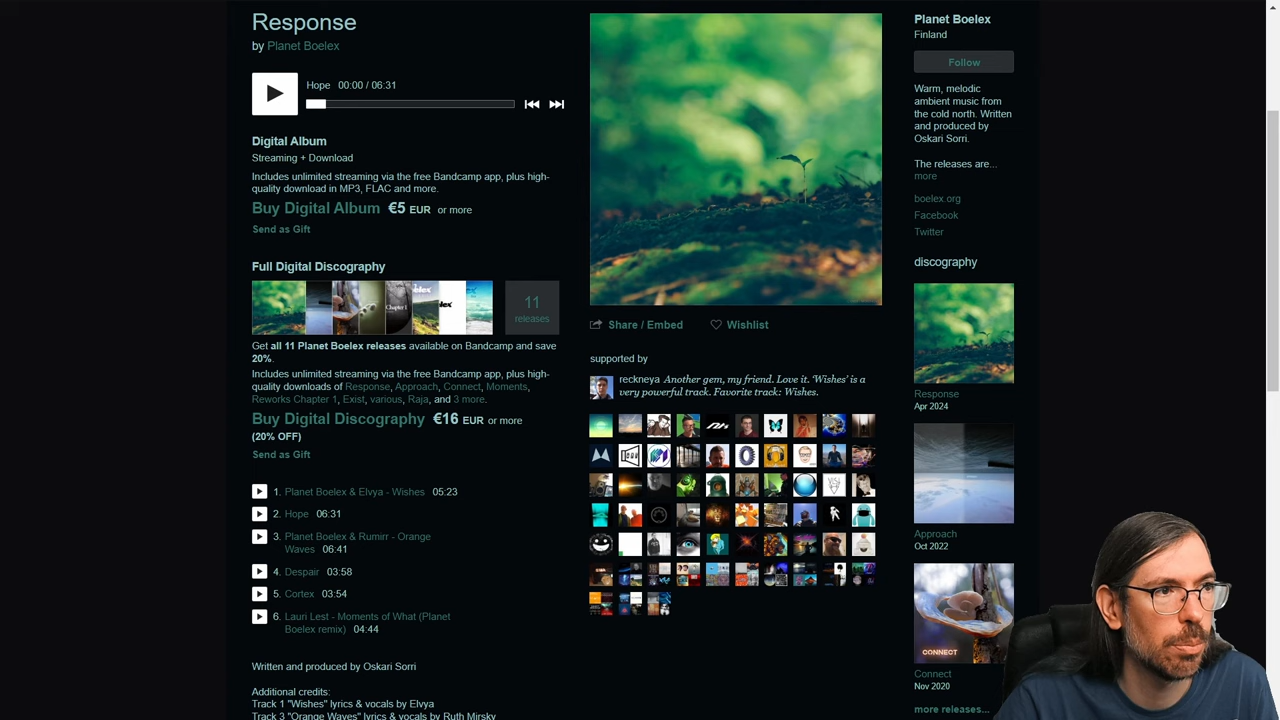 Response
by Planet Boelex
Hope 00:00 / 06:31
Digital Album
Streaming + Download
Includes unlimited streaming via the free Bandcamp app, plus high-
quality download in MP3, FLAC and more.
Buy Digital Album €5 EUR or more
Send as Gift
Full Digital Discography
11
releases
Get all 11 Planet Boelex releases available on Bandcamp and save
20%.
Includes unlimited streaming via the free Bandcamp app, plus high-
quality downloads of Response, Approach, Connect, Moments,
Reworks Chapter 1, Exist, various, Raja, and 3 more.
Buy Digital Discography €16 EUR or more
(20% OFF)
Send as Gift
1. Planet Boelex & Elvya - Wishes 05:23
2. Hope 06:31
3. Planet Boelex & Rumirr - Orange
Waves 06:41
4. Despair 03:58
5. Cortex 03:54
6. Lauri Lest - Moments of What (Planet
Boelex remix) 04:44
Written and produced by Oskari Sorri
Additional credits:
Track 1 "Wishes" lyrics & vocals by Elvya
Track 3 "Orange Waves" lyrics & vocals by Ruth Mirsky
Share / Embed
Wishlist
supported by
reckneya Another gem, my friend. Love it. ‘Wishes’ is a
very powerful track. Favorite track: Wishes.
Planet Boelex
Finland
Follow
Warm, melodic
ambient music from
the cold north. Written
and produced by
Oskari Sorri.
The releases are...
more
boelex.org
Facebook
Twitter
discography
Response
Apr 2024
Approach
Oct 2022
CONNECT
Connect
Nov 2020
more releases...